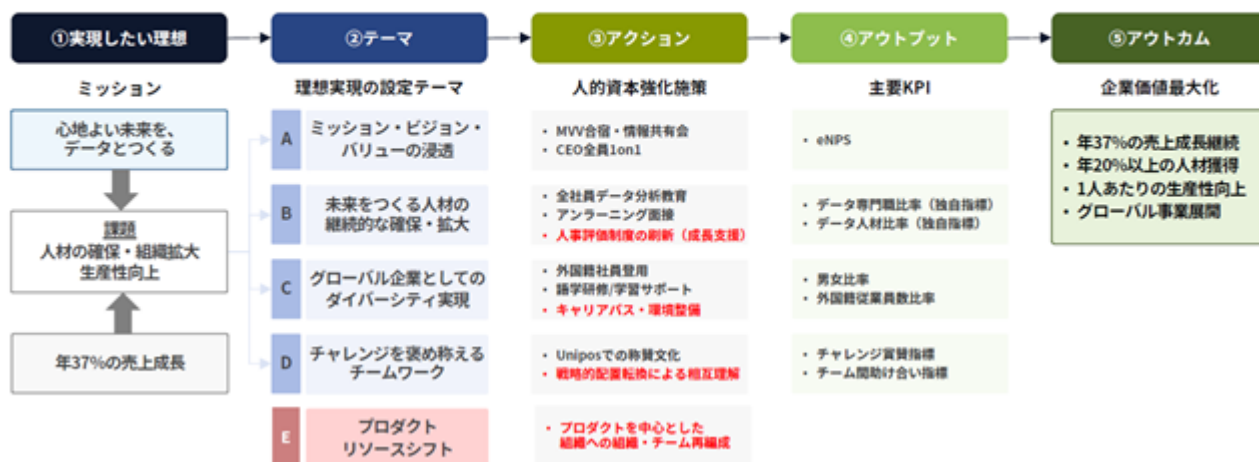 ①実現したい理想
②テーマ
③アクション
④アウトプット
⑤アウトカム
ミッション
理想実現の設定テーマ
人的資本強化施策
主要KPI
企業価値最大化
心地よい未来を、
データとつくる
課題
人材の確保・組織拡大
生産性向上
年37%の売上成長
A
ミッション・ビジョン・
バリューの浸透
・MVV合宿・情報共有会
・CEO全員1on1
・eNPS
B
未来をつくる人材の
継続的な確保・拡大
・全社員データ分析教育
・アンラーニング面接
・人事評価制度の刷新（成長支援）
・データ専門職比率（独自指標）
・データ人材比率（独自指標）
C
グローバル企業としての
ダイバーシティ実現
・外国籍社員登用
・語学研修/学習サポート
・キャリアパス・環境整備
・男女比率
・外国籍従業員数比率
D
チャレンジを褒め称える
チームワーク
・Uniposでの称賛文化
・戦略的配置転換による相互理解
・チャレンジ賞賛指標
・チーム間助け合い指標
E
プロダクト
リソースシフト
・プロダクトを中心とした
組織への組織・チーム再編成
・年37%の売上成長継続
・年20%以上の人材獲得
・1人あたりの生産性向上
・グローバル事業展開